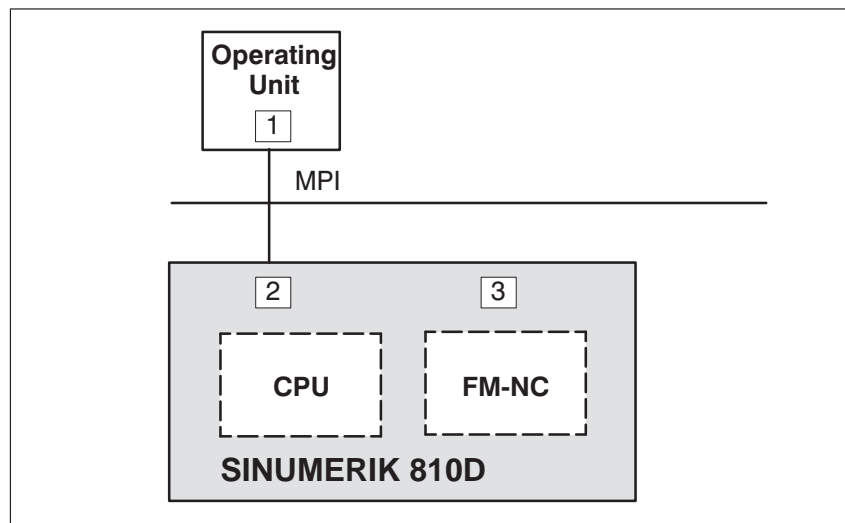 Operating
Unit
1
MPI
2
3
CPU
FM-NC
SINUMERIK 810D